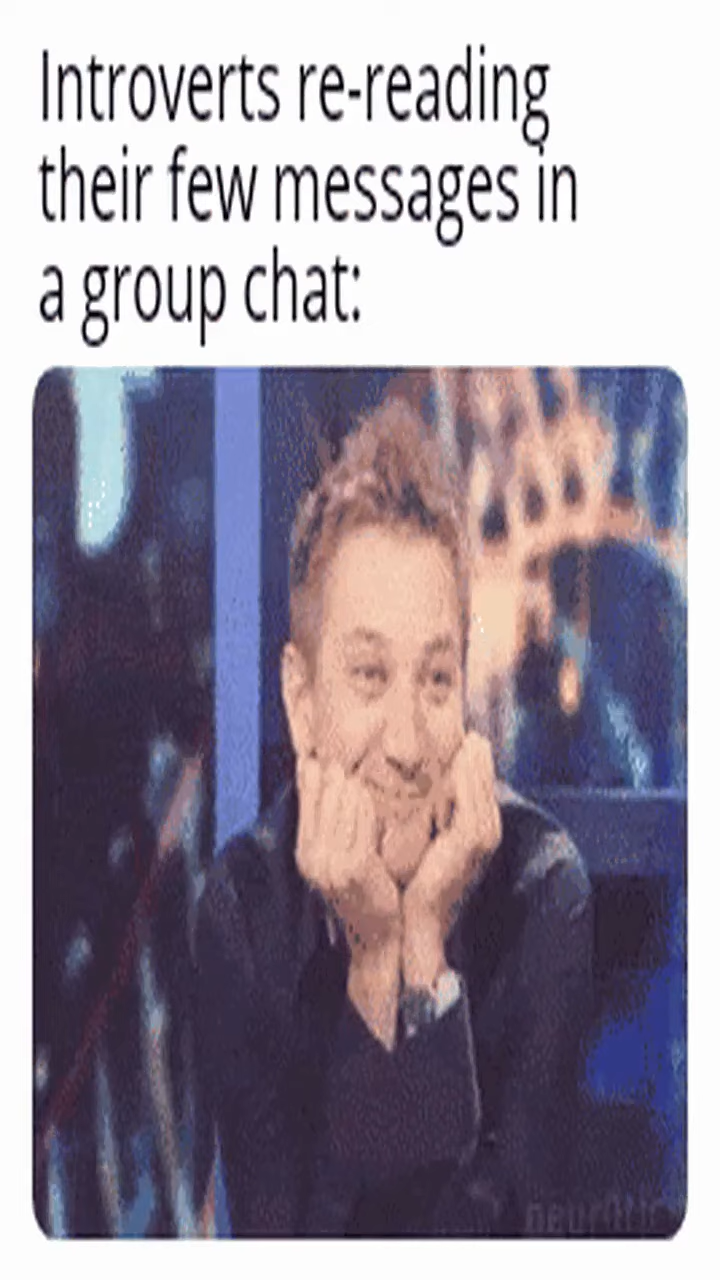 Introverts re-reading
their few messages in
a group chat: